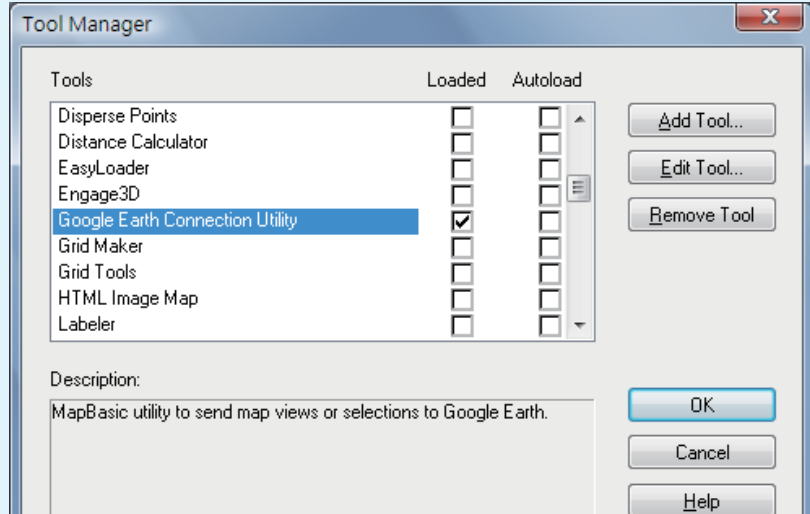 Tool Manager
Tools Loaded Autoload
Disperse Points
Distance Calculator
EasyLoader
Engage3D
Google Earth Connection Utility
Grid Maker
Grid Tools
HTML Image Map
Labeler
Add Tool...
Edit Tool...
Remove Tool
Description:
MapBasic utility to send map views or selections to Google Earth.
OK
Cancel
Help